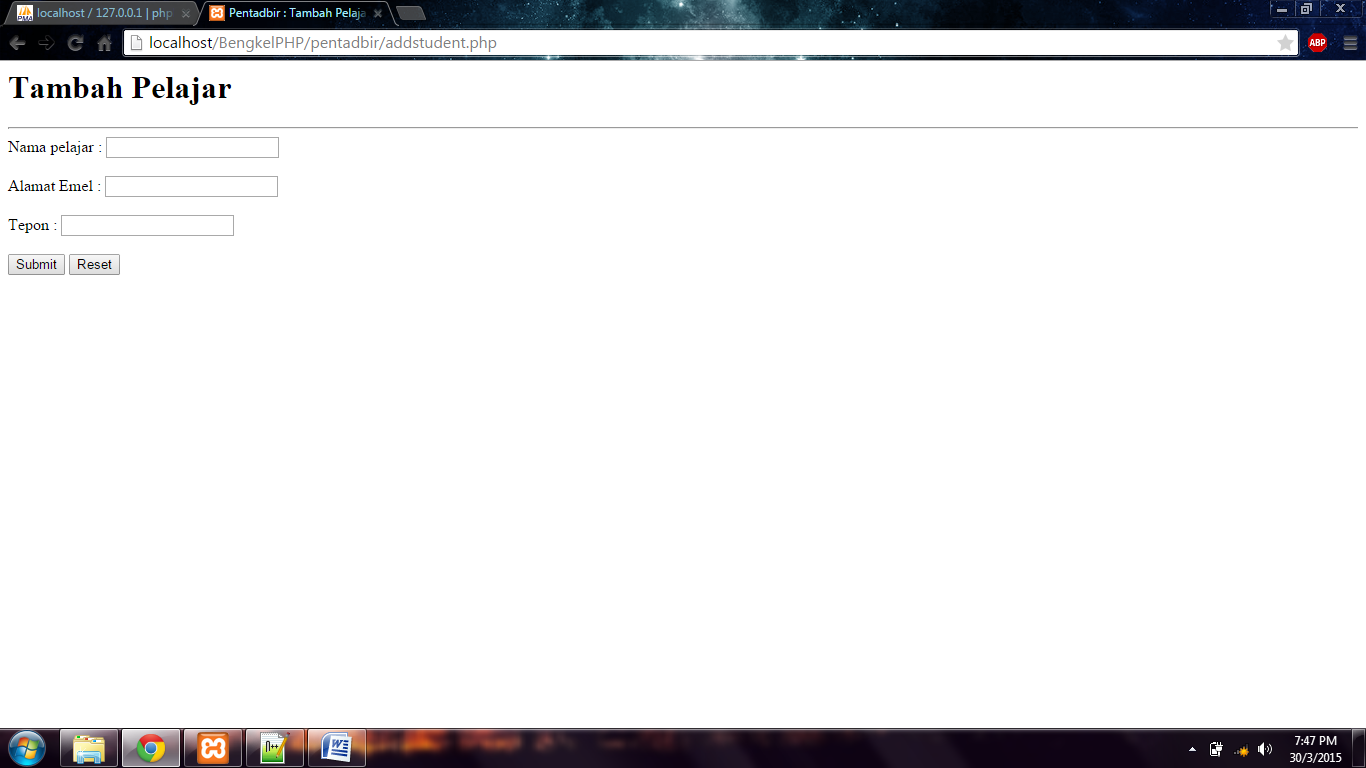 localhost / 127.0.0.1 | php
Pentadbir : Tambah Pelaja
localhost/BengkelPHP/pentadbir/addstudent.php
ABP
Tambah Pelajar
Nama pelajar :
Alamat Emel :
Tepon :
Submit Reset
7:47 PM
30/3/2015